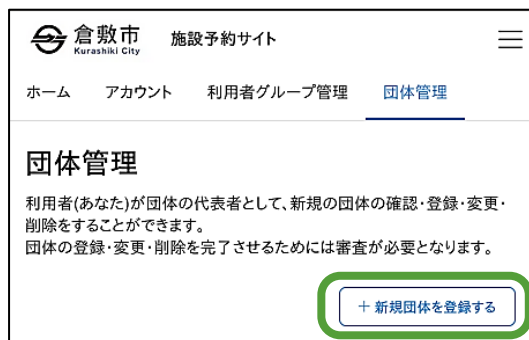 倉敷市 施設予約サイト
Kurashiki City
ホーム アカウント 利用者グループ管理 団体管理
団体管理
利用者(あなた)が団体の代表者として、新規の団体の確認・登録・変更・
削除をすることができます。
団体の登録・変更・削除を完了させるためには審査が必要となります。
＋新規団体を登録する